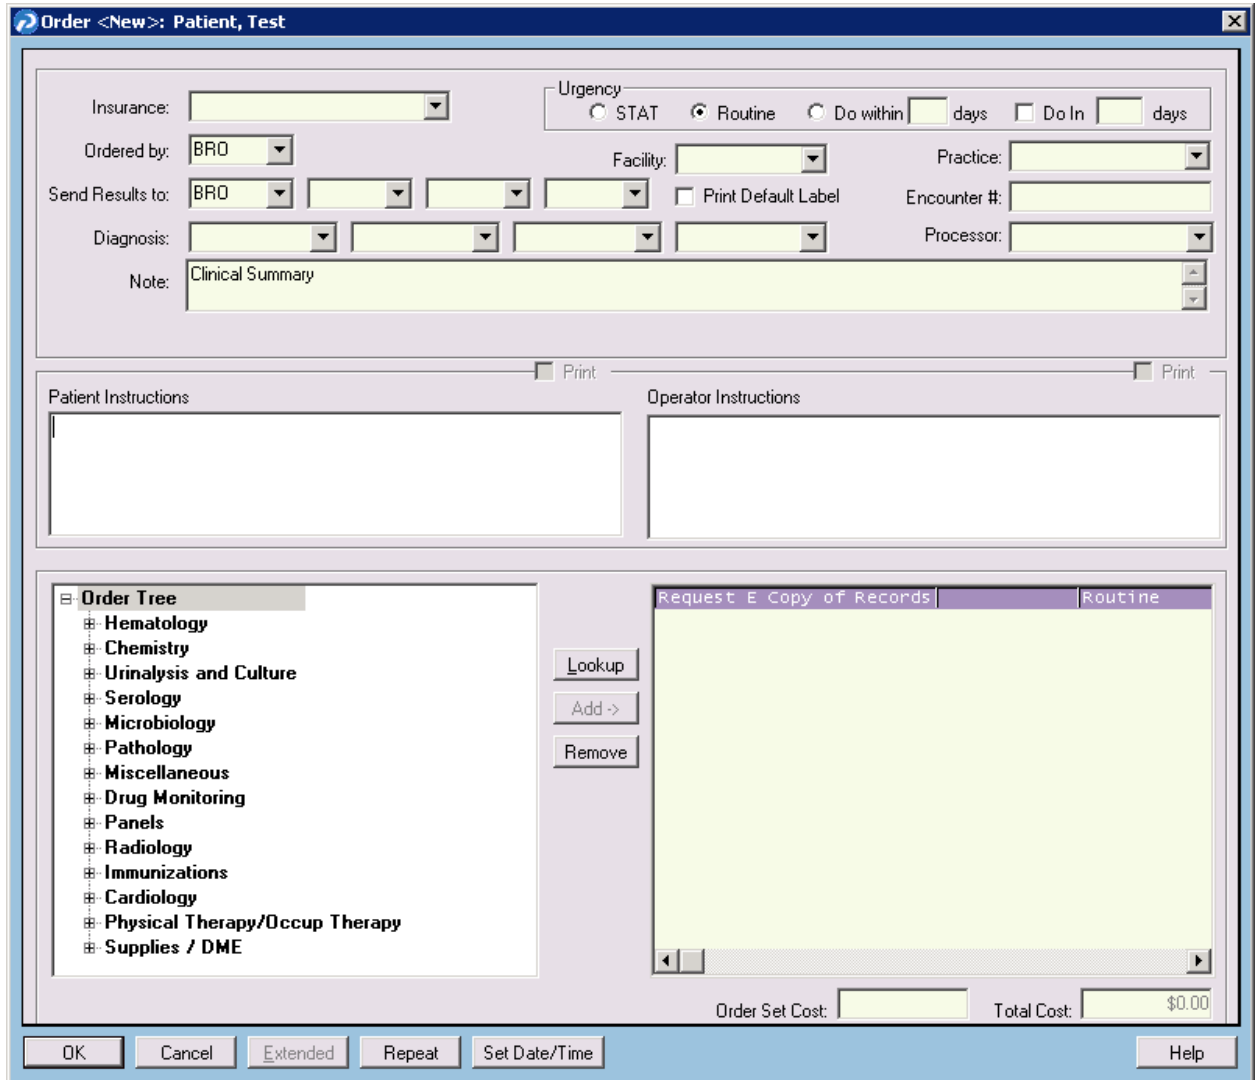 Order <New>: Patient, Test
Urgency
Insurance: STAT Routine Do within days Do In days
Ordered by: BRO Facility: Practice:
Send Results to: BRO Print Default Label Encounter #:
Diagnosis: Processor:
Note: Clinical Summary
Print Print
Patient Instructions Operator Instructions
Order Tree
Hematology
Chemistry
Urinalysis and Culture
Serology
Microbiology
Pathology
Miscellaneous
Drug Monitoring
Panels
Radiology
Immunizations
Cardiology
Physical Therapy/Occup Therapy
Supplies / DME
Lookup
Add ->
Remove
Request E Copy of Records Routine
Order Set Cost: Total Cost: $0.00
OK Cancel Extended Repeat Set Date/Time Help